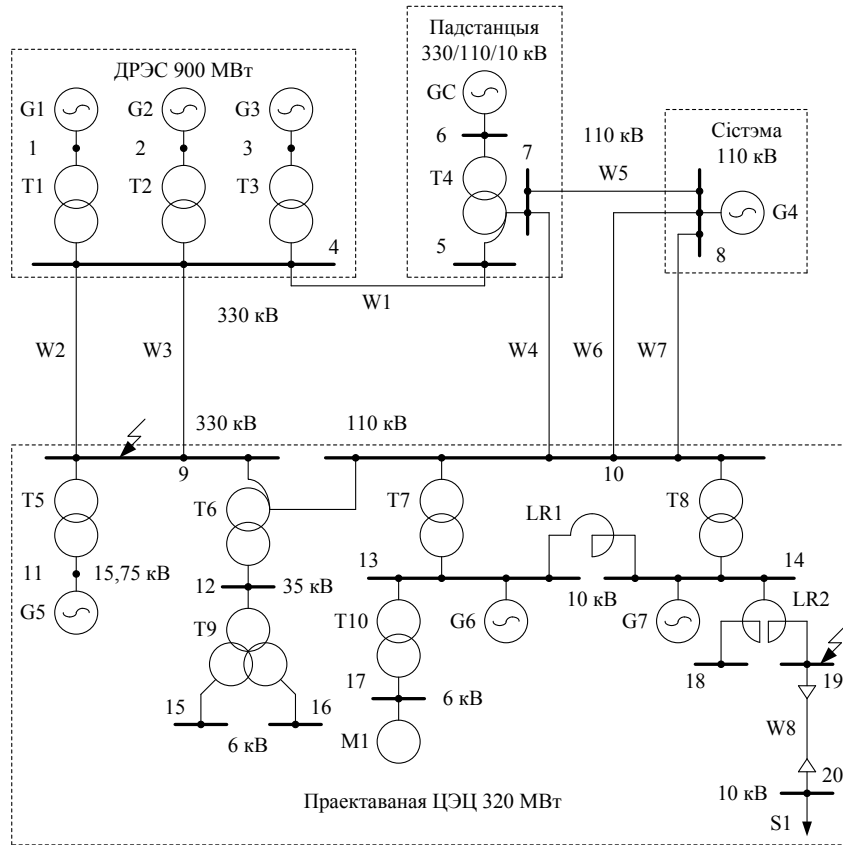 Падстанцыя
330/110/10 кВ
ДРЭС 900 МВт
G1 G2 G3 GC
1 2 3 6
T1 T2 T3 T4
4 5 7
110 кВ
W5
Сістэма
110 кВ
G4
8
W1
330 кВ
W2 W3 W4 W6 W7
330 кВ 110 кВ
9 10
T5 T6 T7 T8
LR1
13 14
11 15,75 кВ 12 35 кВ
10 кВ
G5 T9 T10 G6 G7 LR2
17 6 кВ
18 19
15 16
6 кВ
M1
W8
20
10 кВ
Праектаваная ЦЭЦ 320 МВт
S1